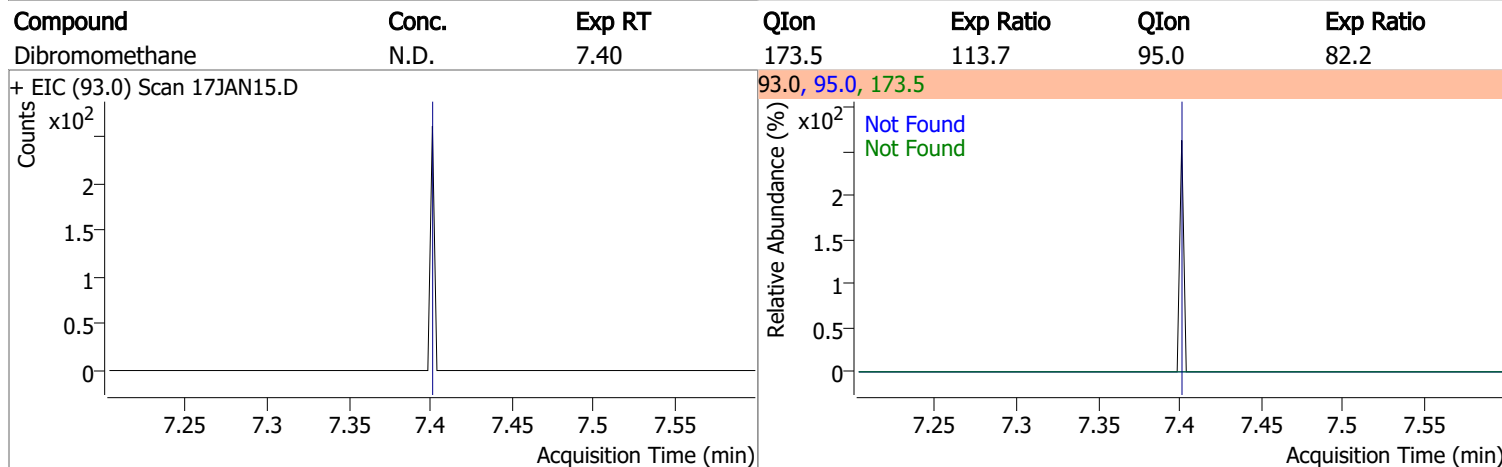 Compound Conc. Exp RT QIon Exp Ratio QIon Exp Ratio
Dibromomethane N.D. 7.40 173.5 113.7 95.0 82.2
+ EIC (93.0) Scan 17JAN15.D
Counts
x10²
2
1.5
1
0.5
0
7.25 7.3 7.35 7.4 7.45 7.5 7.55
Acquisition Time (min)
93.0, 95.0, 173.5
Relative Abundance (%)
x10²
Not Found
Not Found
2
1.5
1
0.5
0
7.25 7.3 7.35 7.4 7.45 7.5 7.55
Acquisition Time (min)